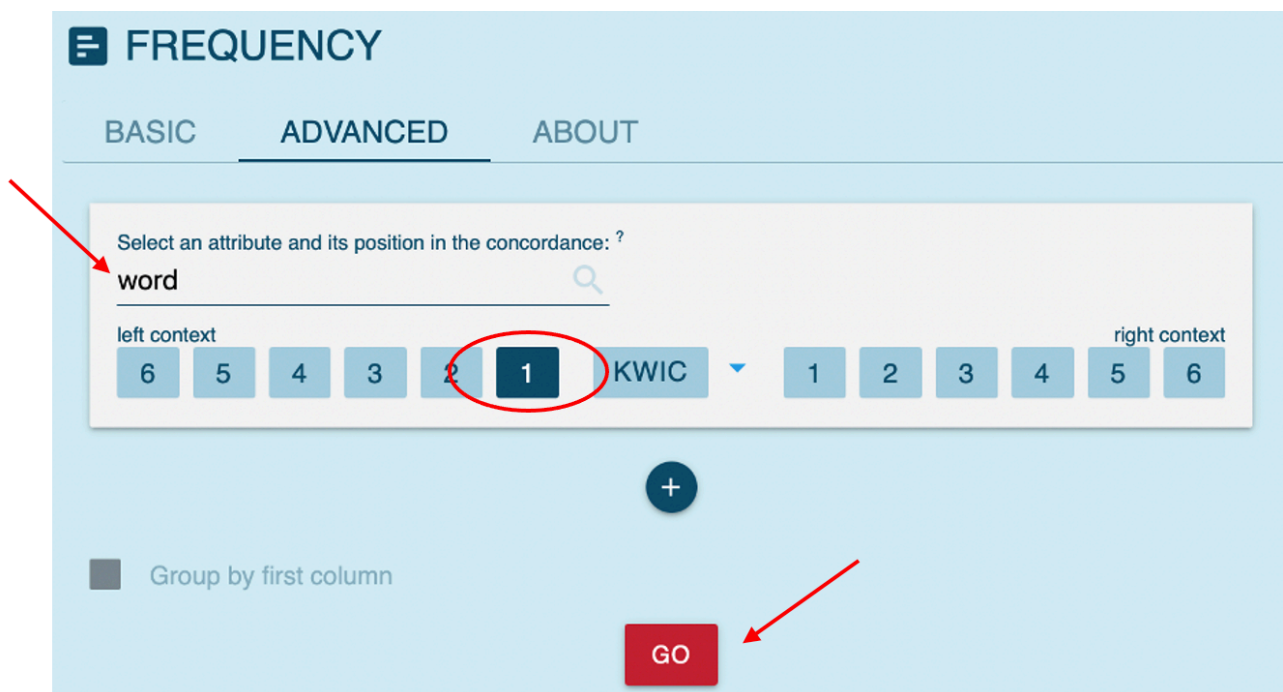 FREQUENCY
BASIC ADVANCED ABOUT
Select an attribute and its position in the concordance: ?
word
left context right context
6 5 4 3 2 1 KWIC 1 2 3 4 5 6
+
Group by first column
GO